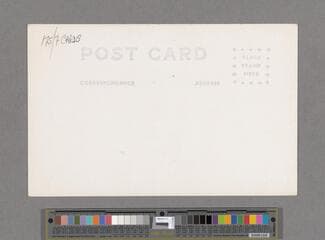 POST CARD
PLACE
STAMP
HERE
CORRESPONDENCE
ADDRESS